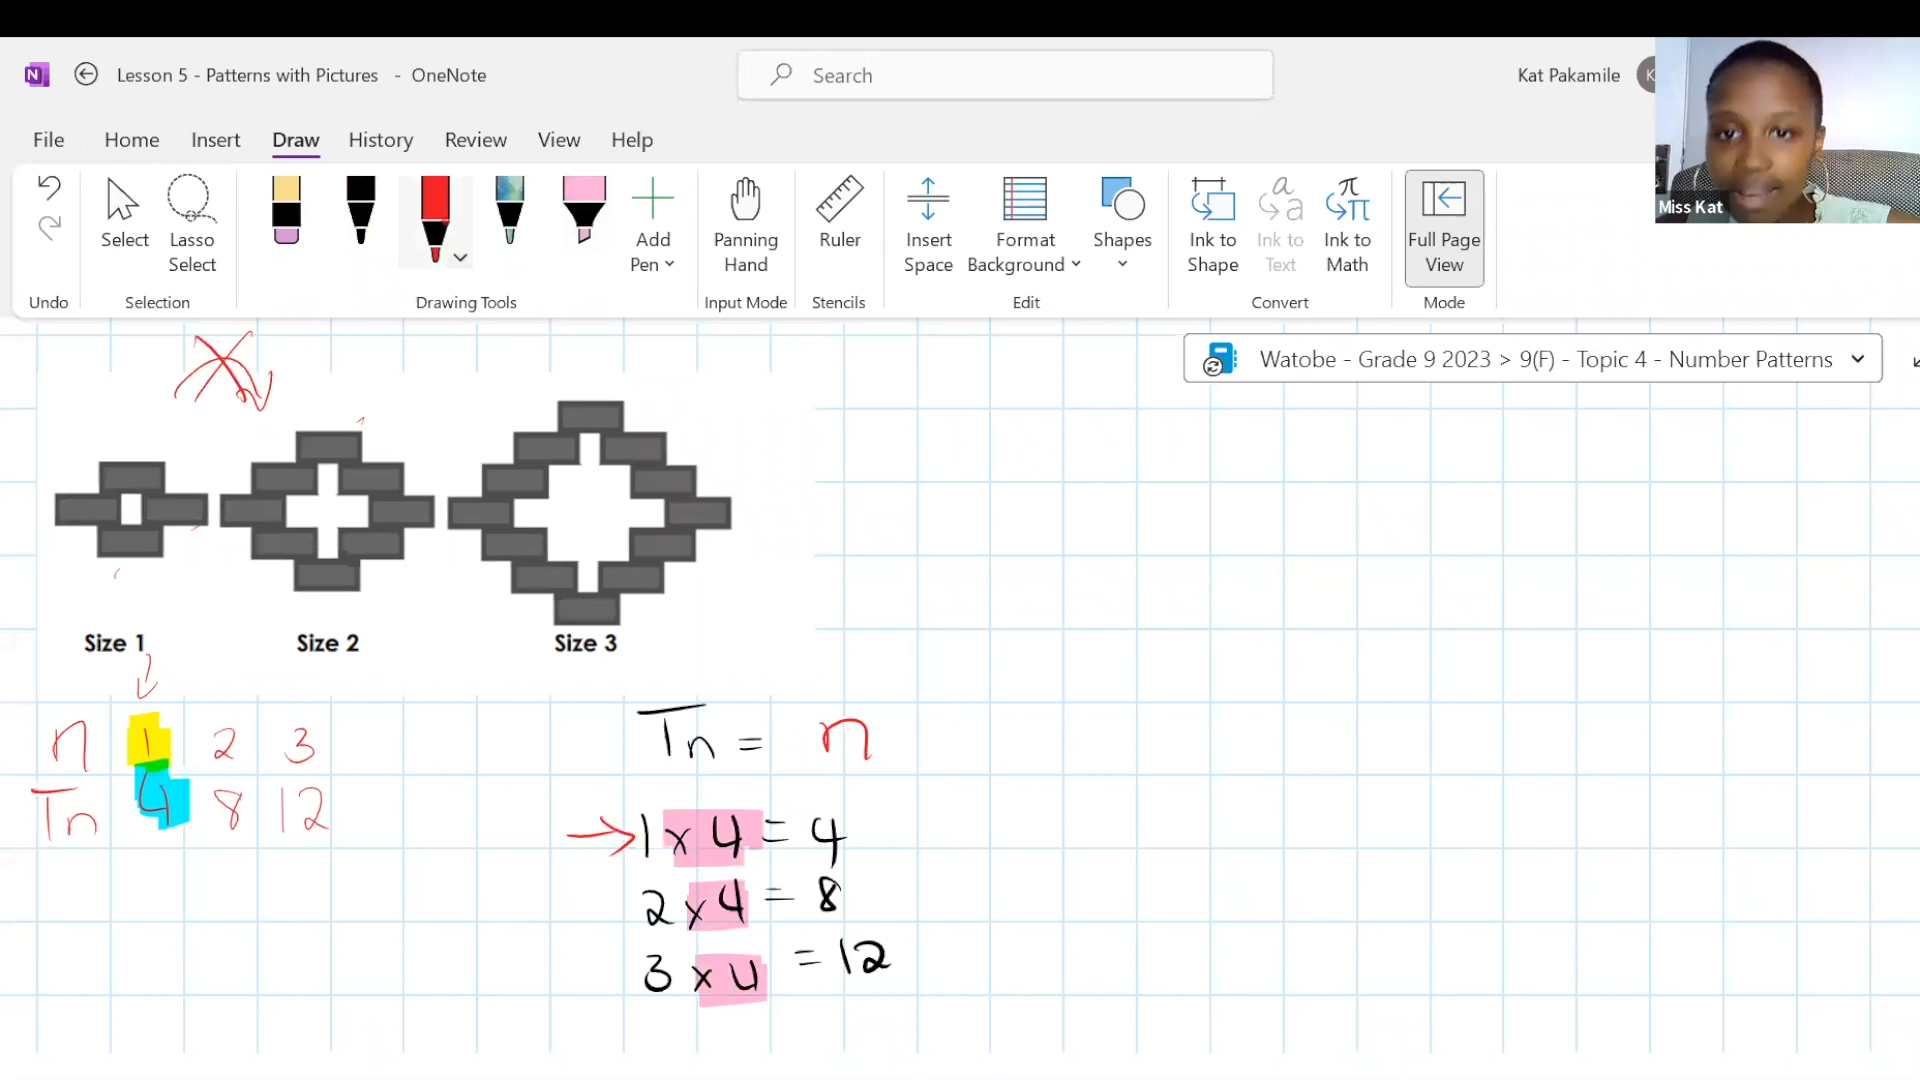 Lesson 5 - Patterns with Pictures - OneNote
Search
Kat Pakamile
K
Miss Kat
File Home Insert Draw History Review View Help
Select
Lasso Select
Add Pen
Panning Hand
Ruler
Insert Space
Format Background
Shapes
Ink to Shape
Ink to Text
Ink to Math
Full Page View
Undo Selection Drawing Tools Input Mode Stencils Edit Convert Mode
Watobe - Grade 9 2023 > 9(F) - Topic 4 - Number Patterns
Size 1 Size 2 Size 3
n 1 2 3
Tn 4 8 12
Tn = n
1 x 4 = 4
2 x 4 = 8
3 x 4 = 12